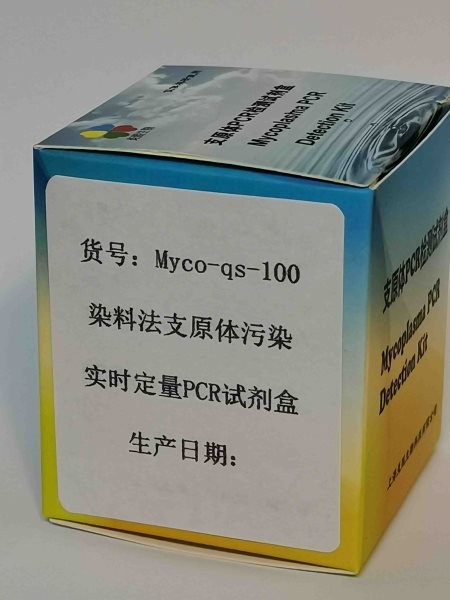 支原体PCR检测试剂盒
Mycoplasma PCR
Detection Kit
货号：Myco-qs-100
染料法支原体污染
实时定量PCR试剂盒
生产日期：
支原体PCR检测试剂盒
Mycoplasma PCR
Detection Kit